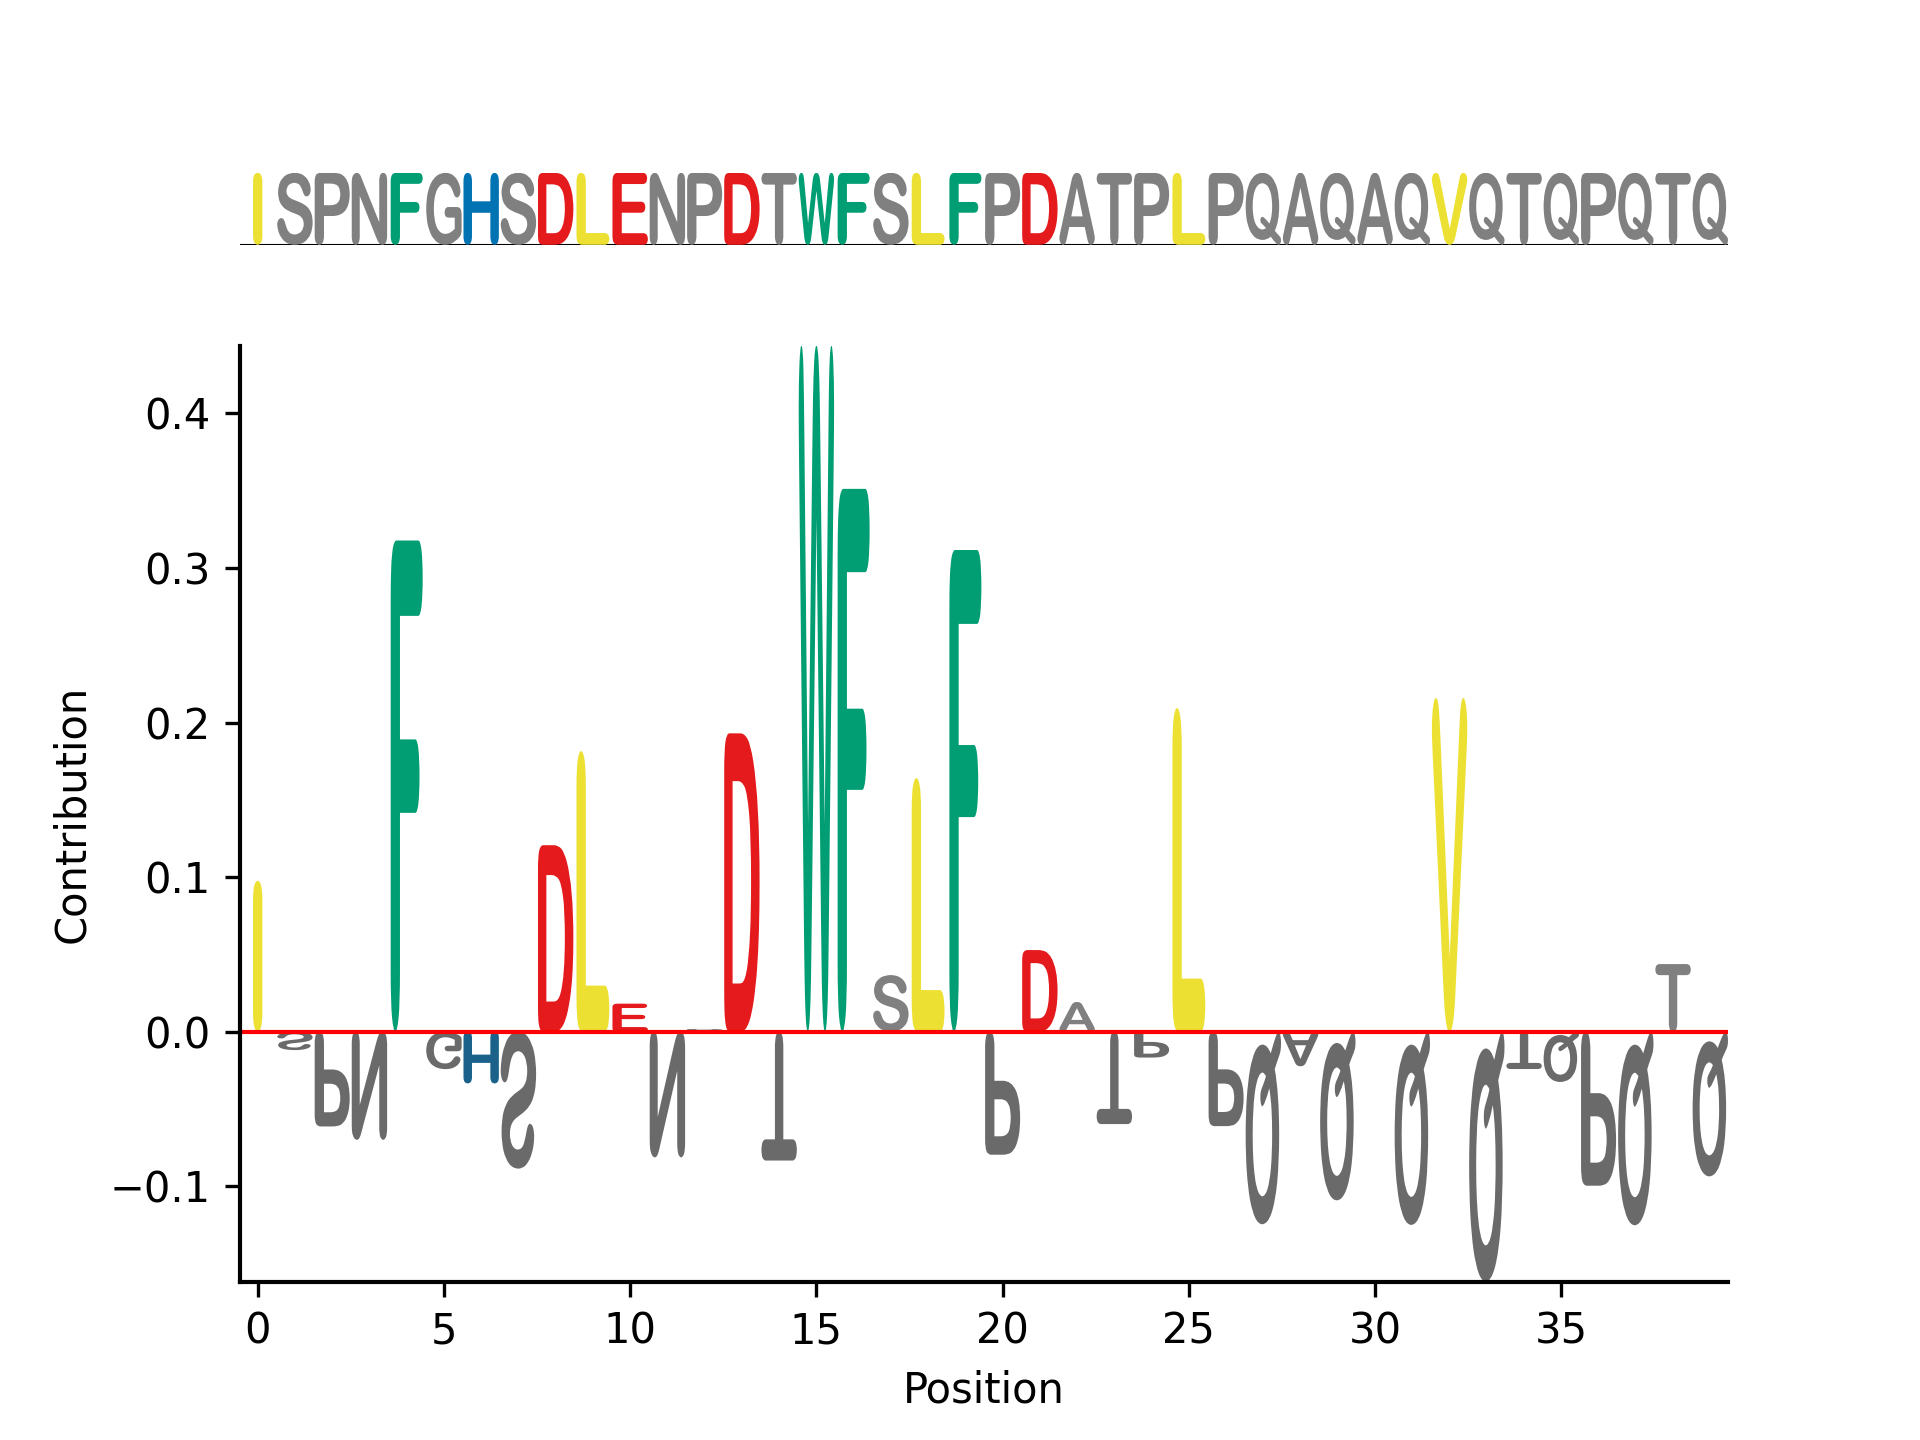 ISPNFGHSDLENPDTWFSLFPDATPLPQAQAQVQTQPQTQ
0.4
0.3
0.2
0.1
0.0
−0.1
Contribution
I S P N F G H S D L E N D T W F S L F P D A T P L P Q A Q Q V Q T Q P Q T Q
0 5 10 15 20 25 30 35
Position